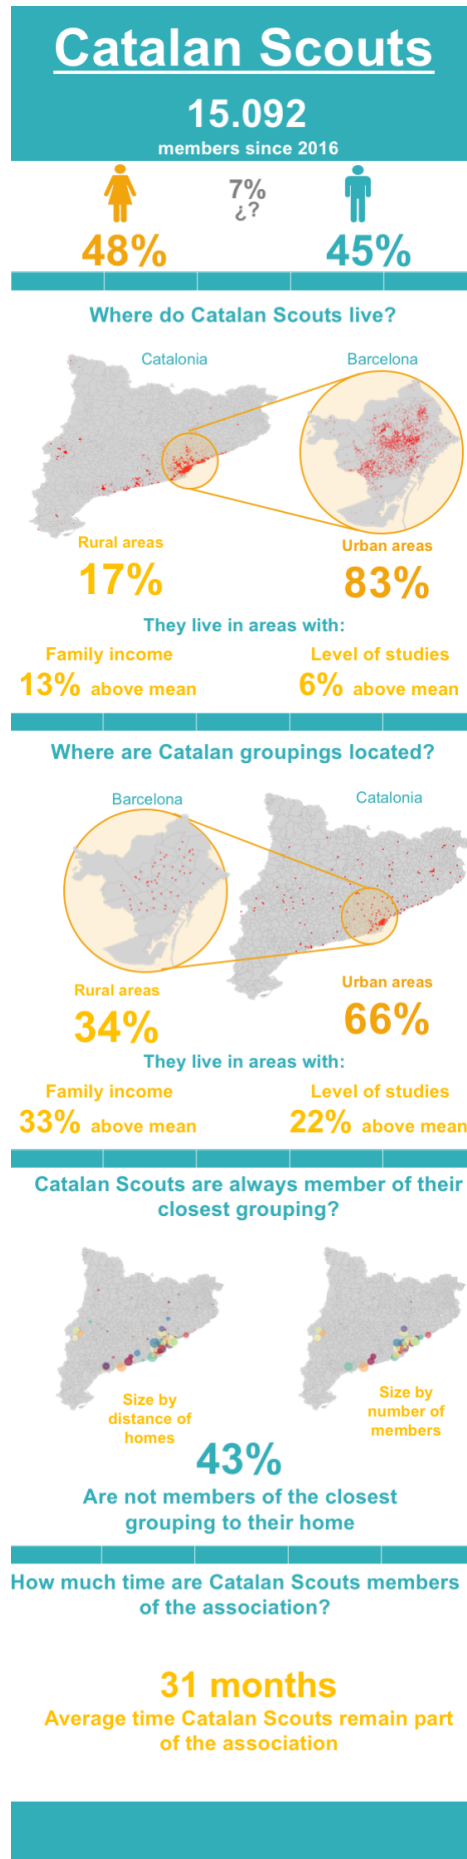 Catalan Scouts
15.092
members since 2016
7%
¿?
48%
45%
Where do Catalan Scouts live?
Catalonia
Barcelona
Rural areas
Urban areas
17%
83%
They live in areas with:
Family income
Level of studies
13% above mean
6% above mean
Where are Catalan groupings located?
Barcelona
Catalonia
Rural areas
Urban areas
34%
66%
They live in areas with:
Family income
Level of studies
33% above mean
22% above mean
Catalan Scouts are always member of their
closest grouping?
Size by
distance of
homes
Size by
number of
members
43%
Are not members of the closest
grouping to their home
How much time are Catalan Scouts members
of the association?
31 months
Average time Catalan Scouts remain part
of the association